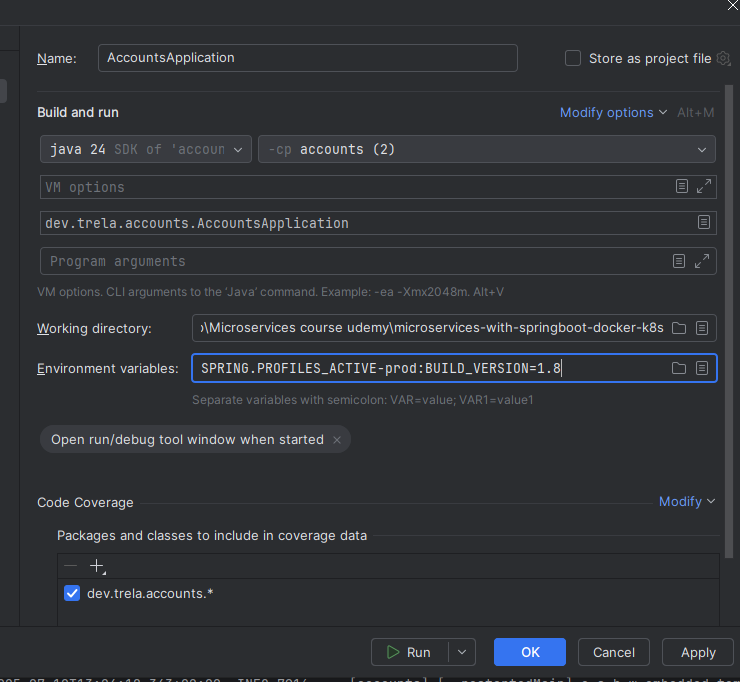 Name:
AccountsApplication
Store as project file
Build and run
Modify options
Alt+M
java 24 SDK of 'accoun
-cp accounts (2)
VM options
dev.trela.accounts.AccountsApplication
Program arguments
VM options. CLI arguments to the 'Java' command. Example: -ea -Xmx2048m. Alt+V
Working directory:
\Microservices course udemy\microservices-with-springboot-docker-k8s
Environment variables:
SPRING.PROFILES_ACTIVE-prod:BUILD_VERSION=1.8
Separate variables with semicolon: VAR=value; VAR1=value1
Open run/debug tool window when started
Code Coverage
Modify
Packages and classes to include in coverage data
dev.trela.accounts.*
Run
OK
Cancel
Apply